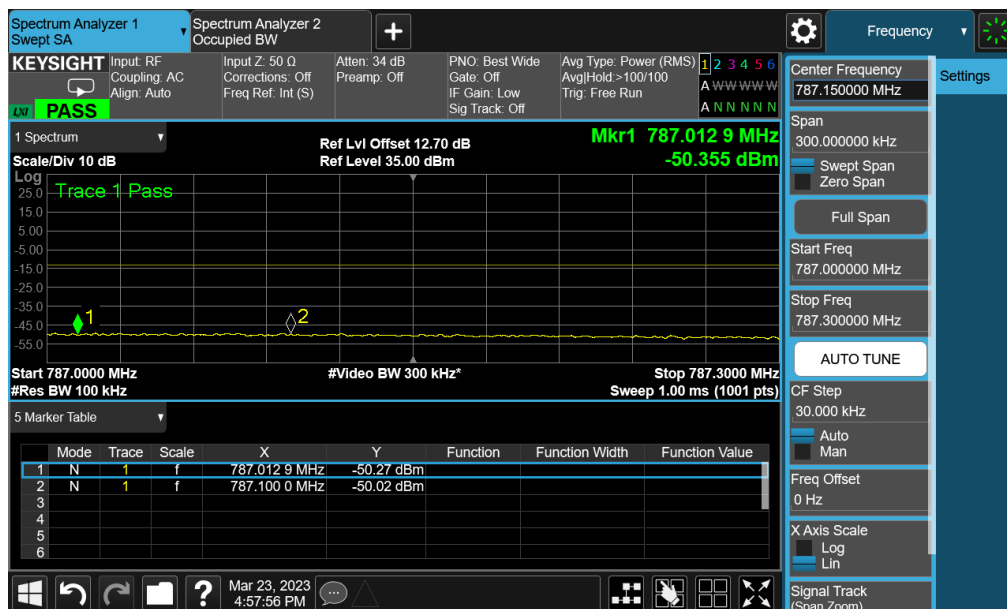 Spectrum Analyzer 1
Swept SA
Spectrum Analyzer 2
Occupied BW
Frequency
KEYSIGHT
Input: RF
Coupling: AC
Align: Auto
Input Z: 50 Ω
Corrections: Off
Freq Ref: Int (S)
Atten: 34 dB
Preamp: Off
PNO: Best Wide
Gate: Off
IF Gain: Low
Sig Track: Off
Avg Type: Power (RMS)
Avg|Hold:>100/100
Trig: Free Run
1 2 3 4 5 6
A W W W W W
A N N N N N
LXI PASS
1 Spectrum
Scale/Div 10 dB
Ref Lvl Offset 12.70 dB
Ref Level 35.00 dBm
Mkr1 787.012 9 MHz
-50.355 dBm
Log
Trace 1 Pass
25.0
15.0
5.00
-5.00
-15.0
-25.0
-35.0
-45.0
-55.0
1
2
Start 787.0000 MHz
#Video BW 300 kHz*
Stop 787.3000 MHz
#Res BW 100 kHz
Sweep 1.00 ms (1001 pts)
5 Marker Table
Mode Trace Scale X Y Function Function Width Function Value
1 N 1 f 787.012 9 MHz -50.27 dBm
2 N 1 f 787.100 0 MHz -50.02 dBm
3
4
5
6
Mar 23, 2023
4:57:56 PM
Center Frequency
787.150000 MHz
Settings
Span
300.000000 kHz
Swept Span
Zero Span
Full Span
Start Freq
787.000000 MHz
Stop Freq
787.300000 MHz
AUTO TUNE
CF Step
30.000 kHz
Auto
Man
Freq Offset
0 Hz
X Axis Scale
Log
Lin
Signal Track
(Span Zoom)